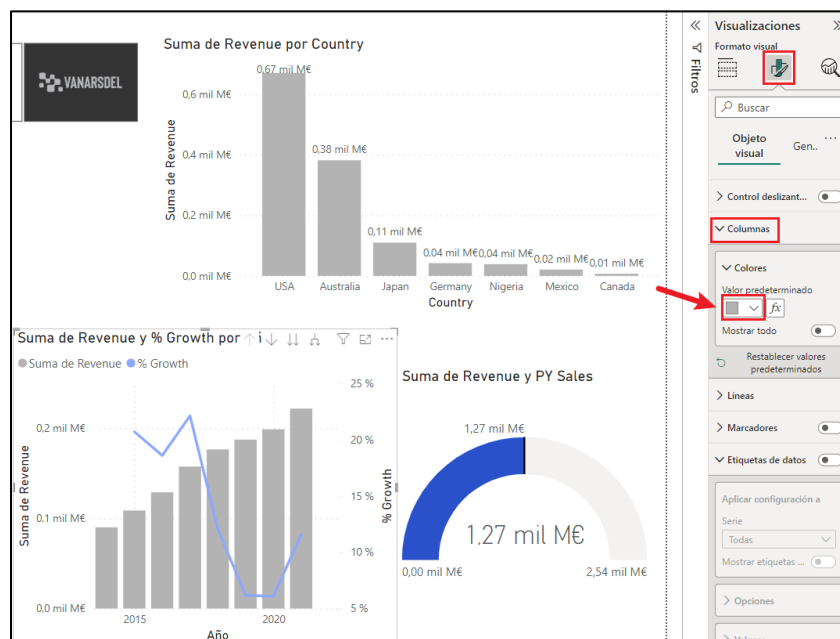 VANARSDEL
Suma de Revenue por Country
Suma de Revenue
0,6 mil M€
0,4 mil M€
0,2 mil M€
0,0 mil M€
0,67 mil M€
0,38 mil M€
0,11 mil M€
0,04 mil M€
0,04 mil M€
0,02 mil M€
0,01 mil M€
USA
Australia
Japan
Germany
Nigeria
Mexico
Canada
Country
Suma de Revenue y % Growth por
Suma de Revenue
% Growth
Suma de Revenue
0,2 mil M€
0,1 mil M€
0,0 mil M€
25 %
20 %
15 %
10 %
5 %
% Growth
2015
2020
Año
Suma de Revenue y PY Sales
1,27 mil M€
1,27 mil M€
0,00 mil M€
2,54 mil M€
Filtros
Visualizaciones
Formato visual
Buscar
Objeto
visual
Gen..
Control deslizant...
Columnas
Colores
Valor predeterminado
fx
Mostrar todo
Restablecer valores
predeterminados
Líneas
Marcadores
Etiquetas de datos
Aplicar configuración a
Serie
Todas
Mostrar etiquetas ...
Opciones